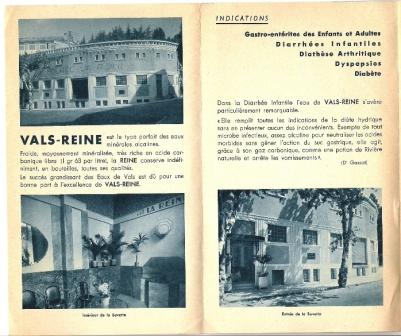 VALS-REINE est le type parfait des eaux
minérales alcalines.
Froide, moyennement minéralisée, très riche en acide car-
bonique libre (1 gr 63 par litre), la REINE conserve indéfi-
niment, en bouteilles, toutes ses qualités.
Le succès grandissant des Eaux de Vals est dû pour une
bonne part à l'excellence de VALS-REINE.
Intérieur de la Buvette
INDICATIONS
Gastro-entérites des Enfants et Adultes
Diarrhées Infantiles
Diathèse Arthritique
Dyspepsies
Diabète
Dans la Diarrhée Infantile l'eau de VALS-REINE s'avère
particulièrement remarquable.
«Elle remplit toutes les indications de la diète hydrique
sans en présenter aucun des inconvénients. Exempte de tout
microbe infectieux, assez alcaline pour neutraliser les acides
morbides sans gêner l'action du suc gastrique, elle agit,
grâce à son gaz carbonique, comme une potion de Rivière
naturelle et arrête les vomissements».
(Dr Gassot)
Entrée de la Buvette